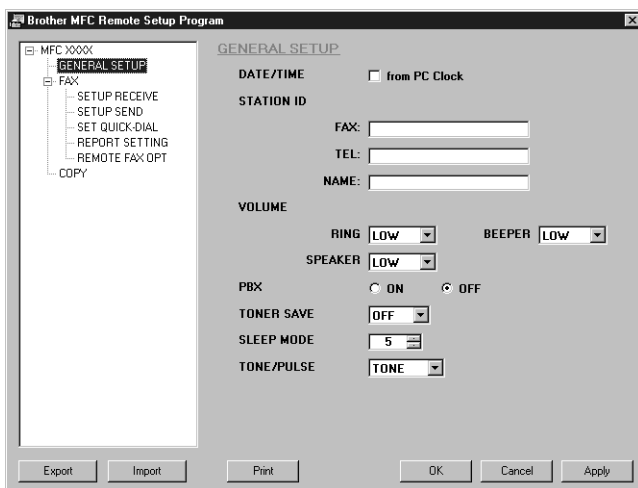 Brother MFC Remote Setup Program
MFC XXXX
GENERAL SETUP
FAX
SETUP RECEIVE
SETUP SEND
SET QUICK-DIAL
REPORT SETTING
REMOTE FAX OPT
COPY
GENERAL SETUP
DATE/TIME from PC Clock
STATION ID
FAX:
TEL:
NAME:
VOLUME
RING LOW BEEPER LOW
SPEAKER LOW
PBX ON OFF
TONER SAVE OFF
SLEEP MODE 5
TONE/PULSE TONE
Export Import Print OK Cancel Apply